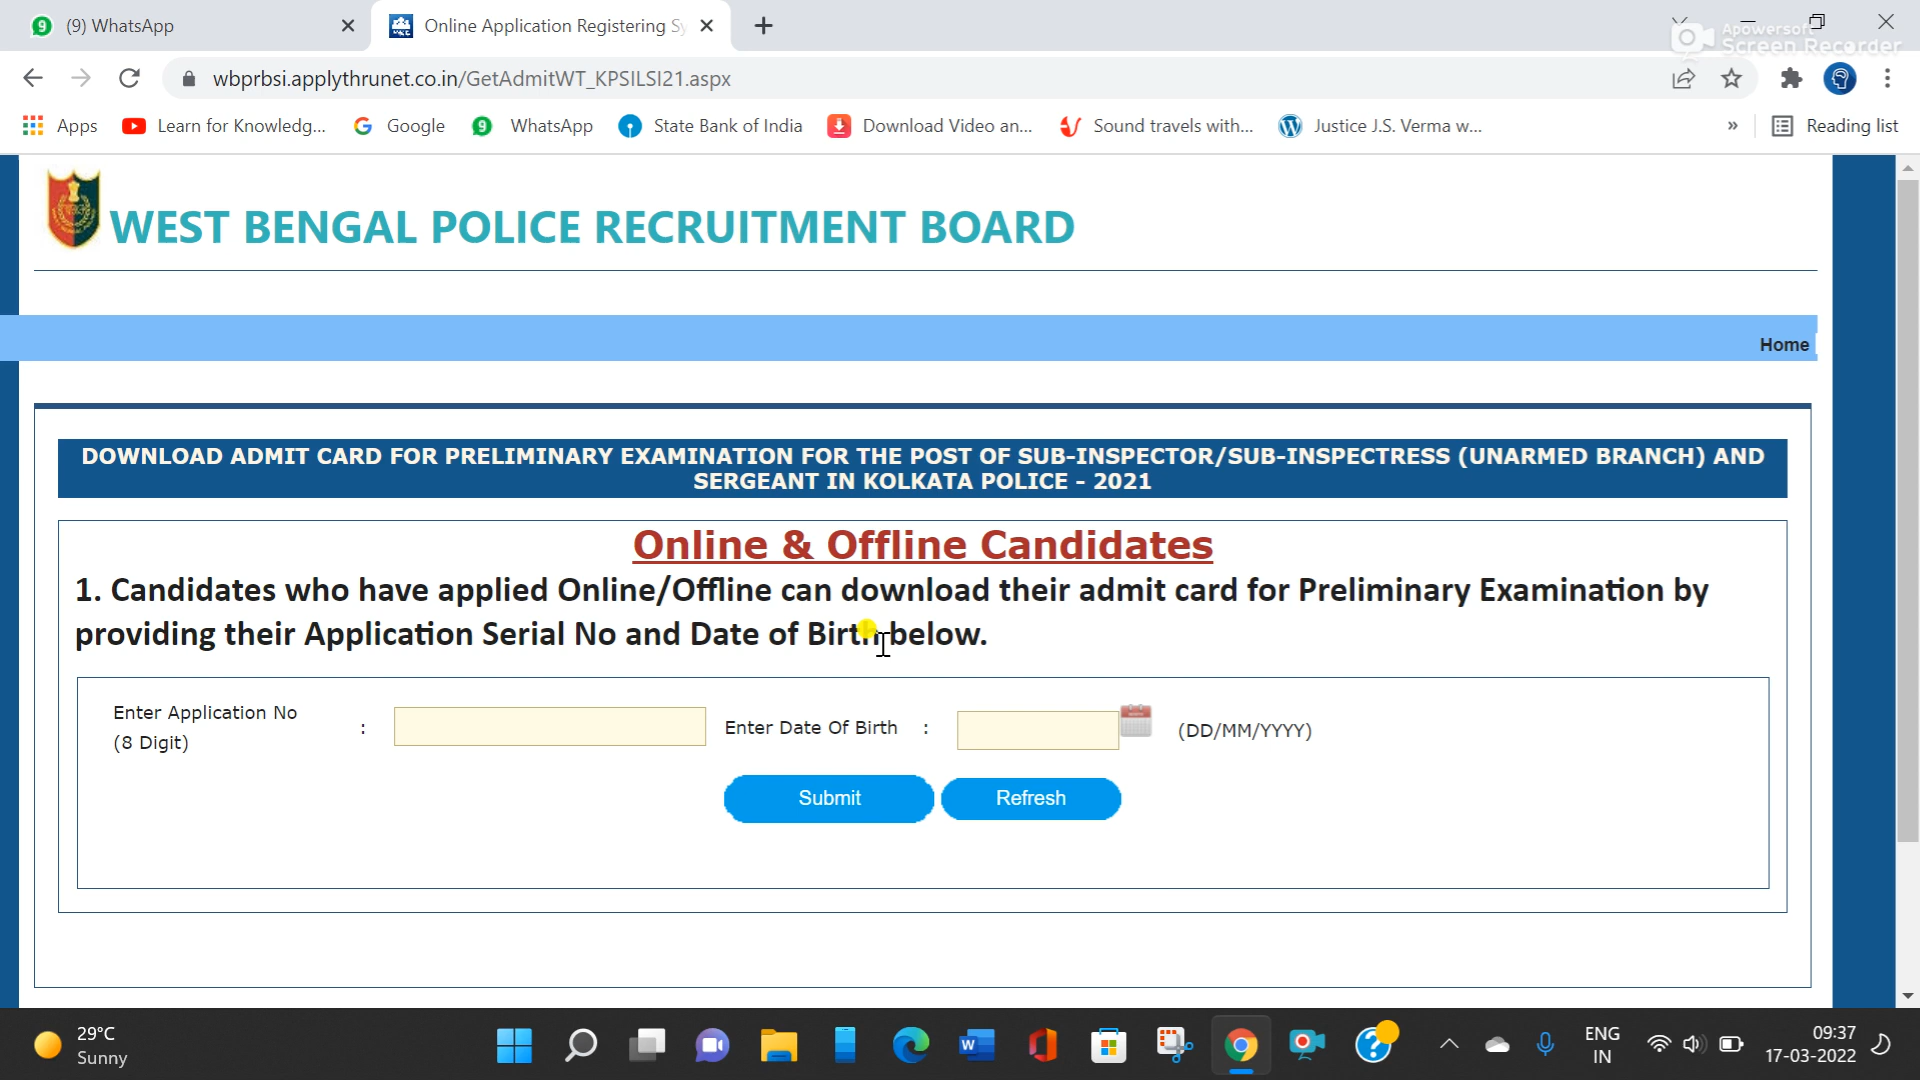 (9) WhatsApp
Online Application Registering Sy
Apowersoft
Screen Recorder
wbprbsi.applythrunet.co.in/GetAdmitWT_KPSILSI21.aspx
Apps
Learn for Knowledg...
Google
WhatsApp
State Bank of India
Download Video an...
Sound travels with...
Justice J.S. Verma w...
»
Reading list
WEST BENGAL POLICE RECRUITMENT BOARD
Home
DOWNLOAD ADMIT CARD FOR PRELIMINARY EXAMINATION FOR THE POST OF SUB-INSPECTOR/SUB-INSPECTRESS (UNARMED BRANCH) AND
SERGEANT IN KOLKATA POLICE - 2021
Online & Offline Candidates
1. Candidates who have applied Online/Offline can download their admit card for Preliminary Examination by
providing their Application Serial No and Date of Birth below.
Enter Application No
(8 Digit)
:
Enter Date Of Birth :
(DD/MM/YYYY)
Submit
Refresh
29°C
Sunny
ENG
IN
09:37
17-03-2022